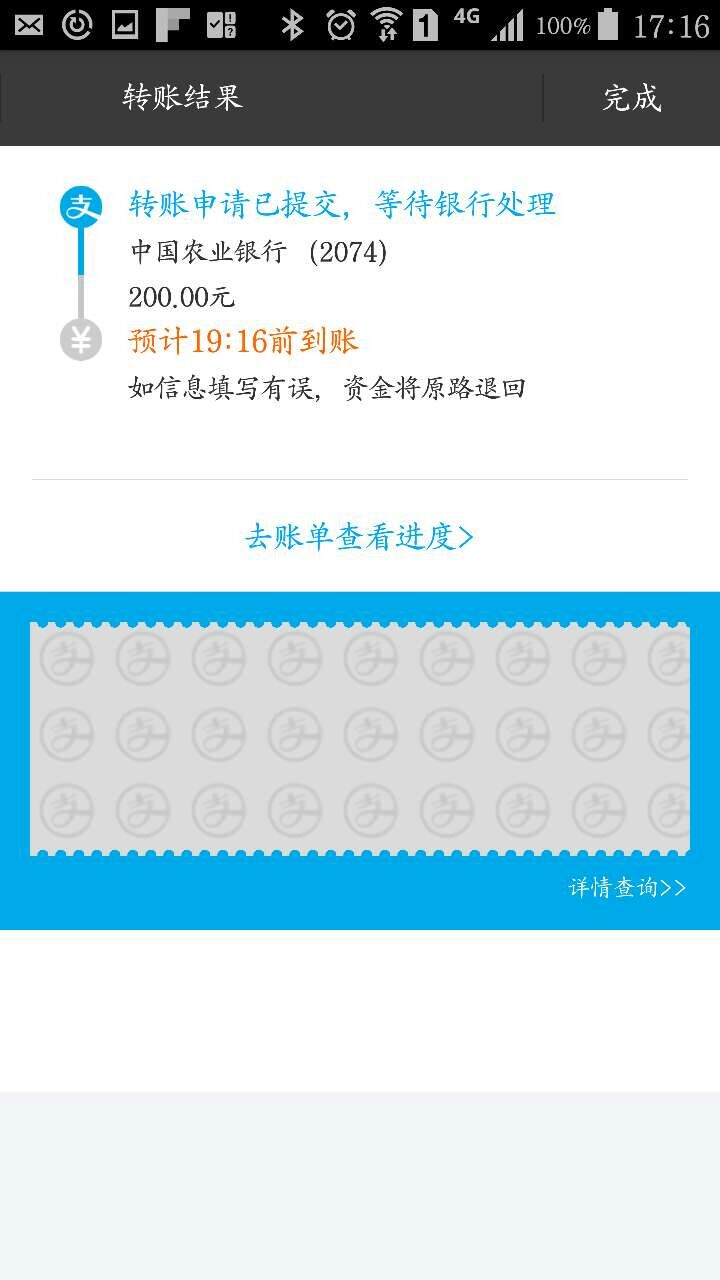 4G 100% 17:16
转账结果 完成
转账申请已提交，等待银行处理
中国农业银行 (2074)
200.00元
预计19:16前到账
如信息填写有误，资金将原路退回
去账单查看进度>
详情查询>>